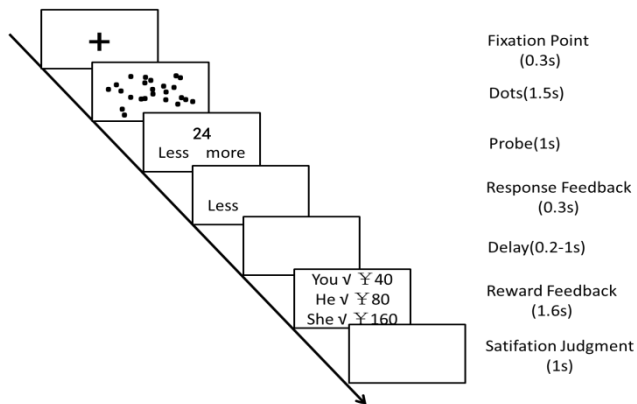 +
Fixation Point
(0.3s)
Dots(1.5s)
24
Less more
Probe(1s)
Less
Response Feedback
(0.3s)
Delay(0.2-1s)
You √ ¥40
He √ ¥80
She √ ¥160
Reward Feedback
(1.6s)
Satifation Judgment
(1s)